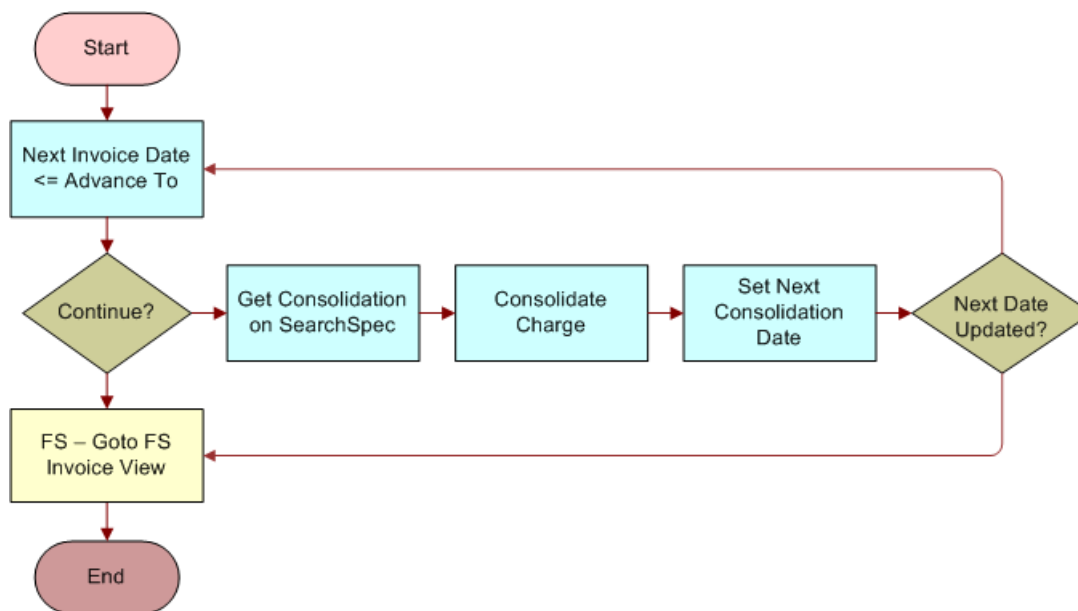 Start
Next Invoice Date
<= Advance To
Continue?
Get Consolidation
on SearchSpec
Consolidate
Charge
Set Next
Consolidation
Date
Next Date
Updated?
FS – Goto FS
Invoice View
End